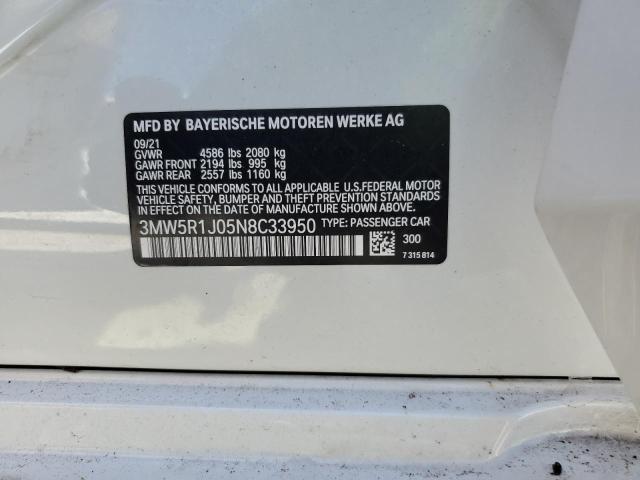 MFD BY BAYERISCHE MOTOREN WERKE AG
09/21
GVWR 4586 lbs 2080 kg
GAWR FRONT 2194 lbs 995 kg
GAWR REAR 2557 lbs 1160 kg
THIS VEHICLE CONFORMS TO ALL APPLICABLE U.S.FEDERAL MOTOR
VEHICLE SAFETY, BUMPER, AND THEFT PREVENTION STANDARDS
IN EFFECT ON THE DATE OF MANUFACTURE SHOWN ABOVE.
3MW5R1J05N8C33950 TYPE: PASSENGER CAR
300
7 315 814